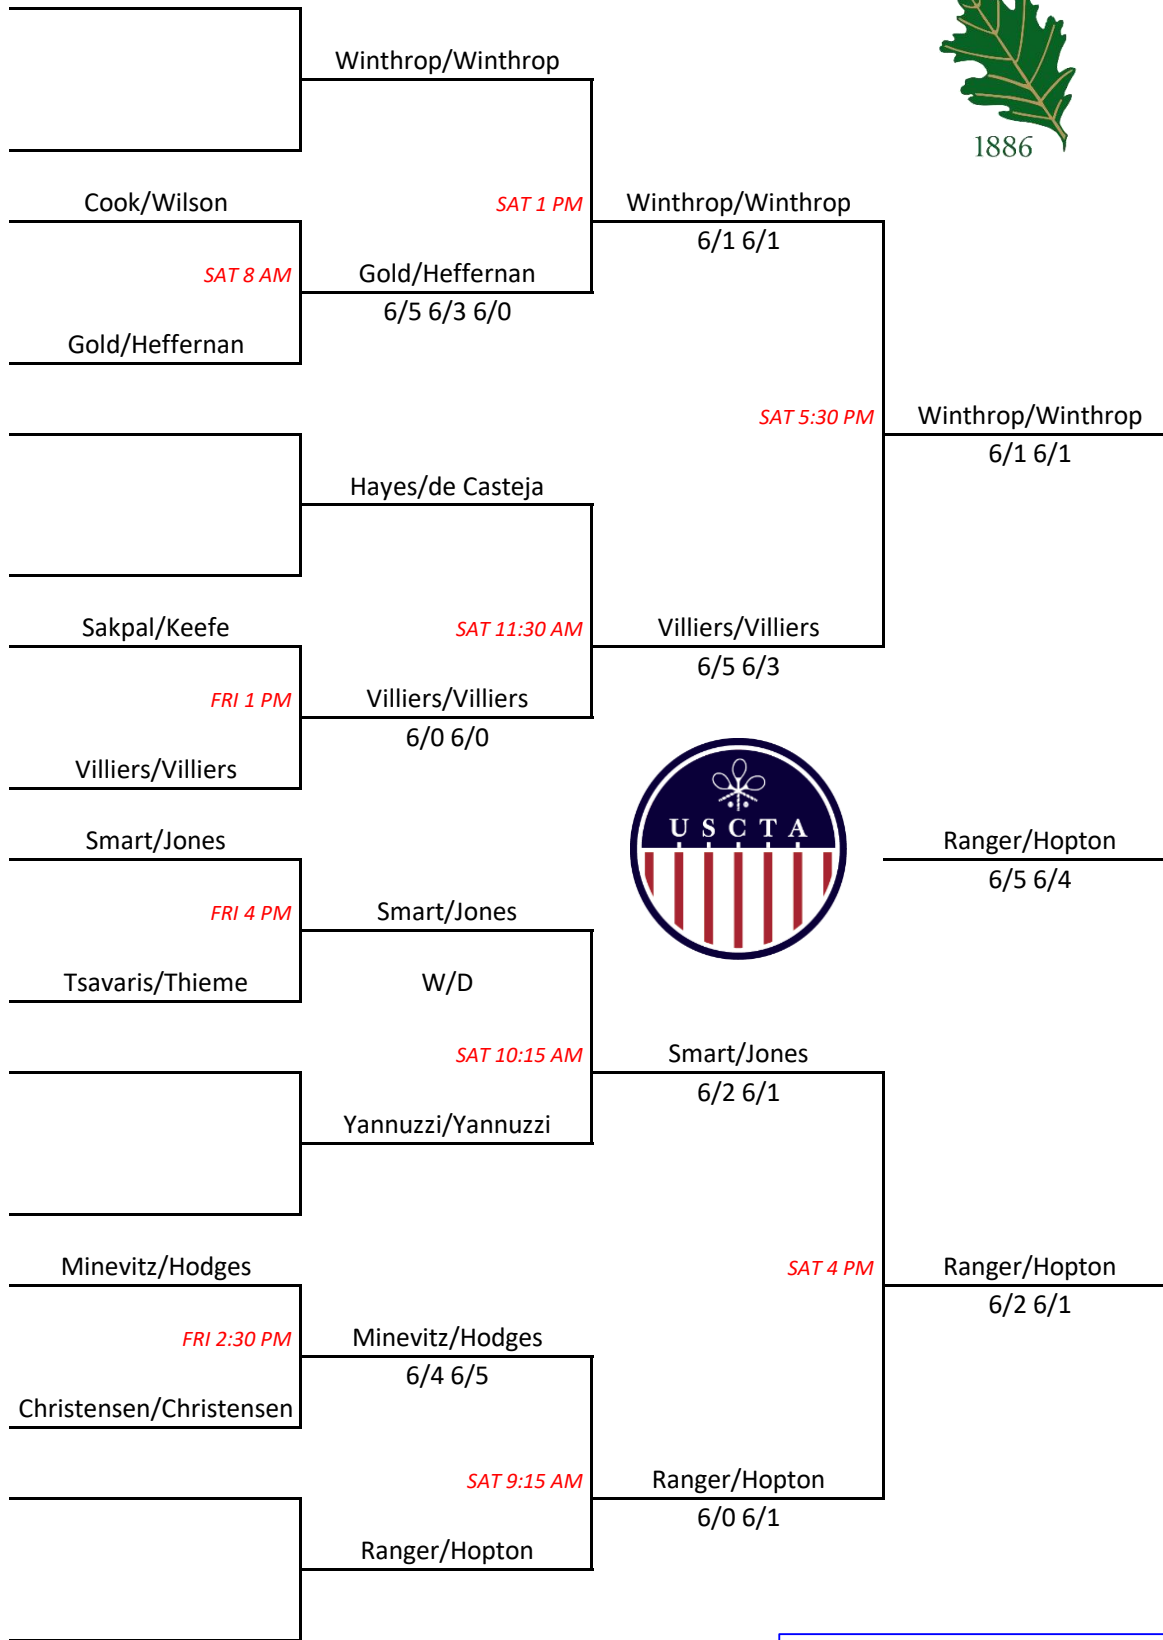 Winthrop/Winthrop
1886
Cook/Wilson
SAT 1 PM
Winthrop/Winthrop
6/1 6/1
SAT 8 AM
Gold/Heffernan
6/5 6/3 6/0
Gold/Heffernan
SAT 5:30 PM
Winthrop/Winthrop
6/1 6/1
Hayes/de Casteja
Sakpal/Keefe
SAT 11:30 AM
Villiers/Villiers
6/5 6/3
FRI 1 PM
Villiers/Villiers
6/0 6/0
Villiers/Villiers
USCTA
Smart/Jones
Ranger/Hopton
6/5 6/4
FRI 4 PM
Smart/Jones
Tsavaris/Thieme
W/D
SAT 10:15 AM
Smart/Jones
6/2 6/1
Yannuzzi/Yannuzzi
Minevitz/Hodges
SAT 4 PM
Ranger/Hopton
6/2 6/1
FRI 2:30 PM
Minevitz/Hodges
6/4 6/5
Christensen/Christensen
SAT 9:15 AM
Ranger/Hopton
6/0 6/1
Ranger/Hopton